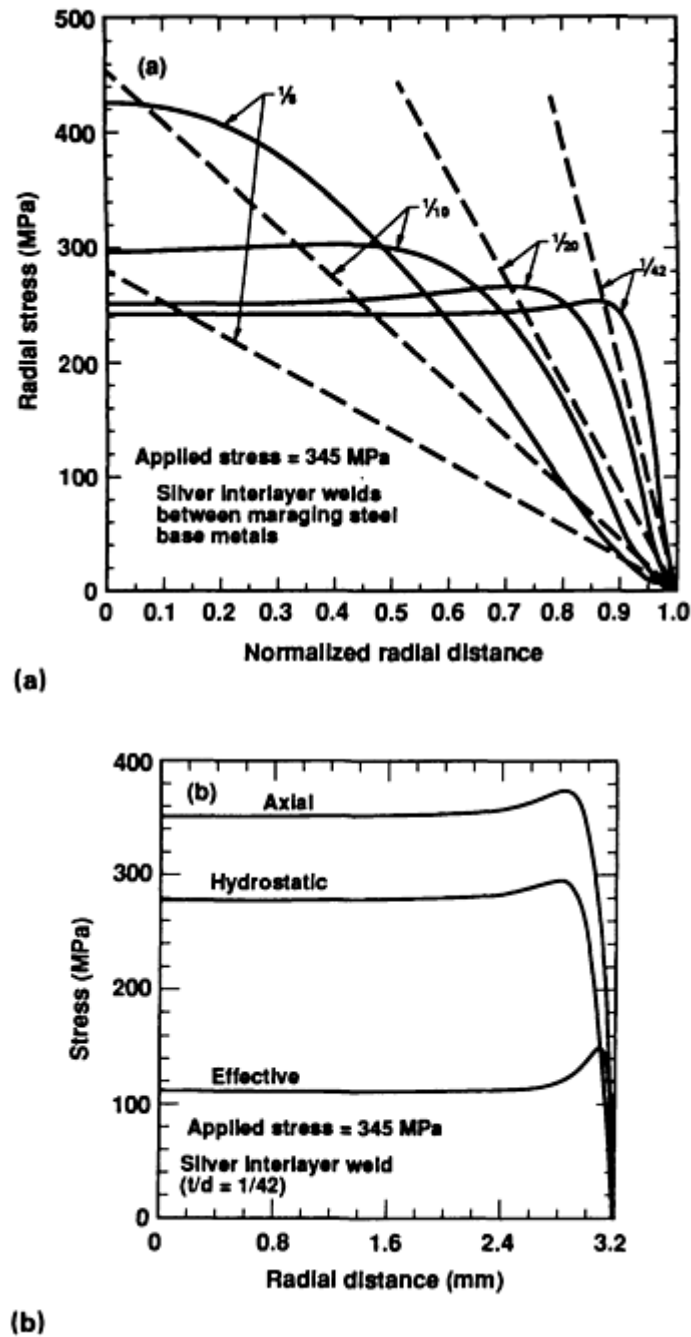 500
(a)
400
300
200
100
0
Radial stress (MPa)
1/5
1/10
1/20
1/42
Applied stress = 345 MPa
Silver interlayer welds
between maraging steel
base metals
0 0.1 0.2 0.3 0.4 0.5 0.6 0.7 0.8 0.9 1.0
Normalized radial distance
(a)
400
(b)
300
200
100
0
Stress (MPa)
Axial
Hydrostatic
Effective
Applied stress = 345 MPa
Silver interlayer weld
(t/d = 1/42)
0 0.8 1.6 2.4 3.2
Radial distance (mm)
(b)